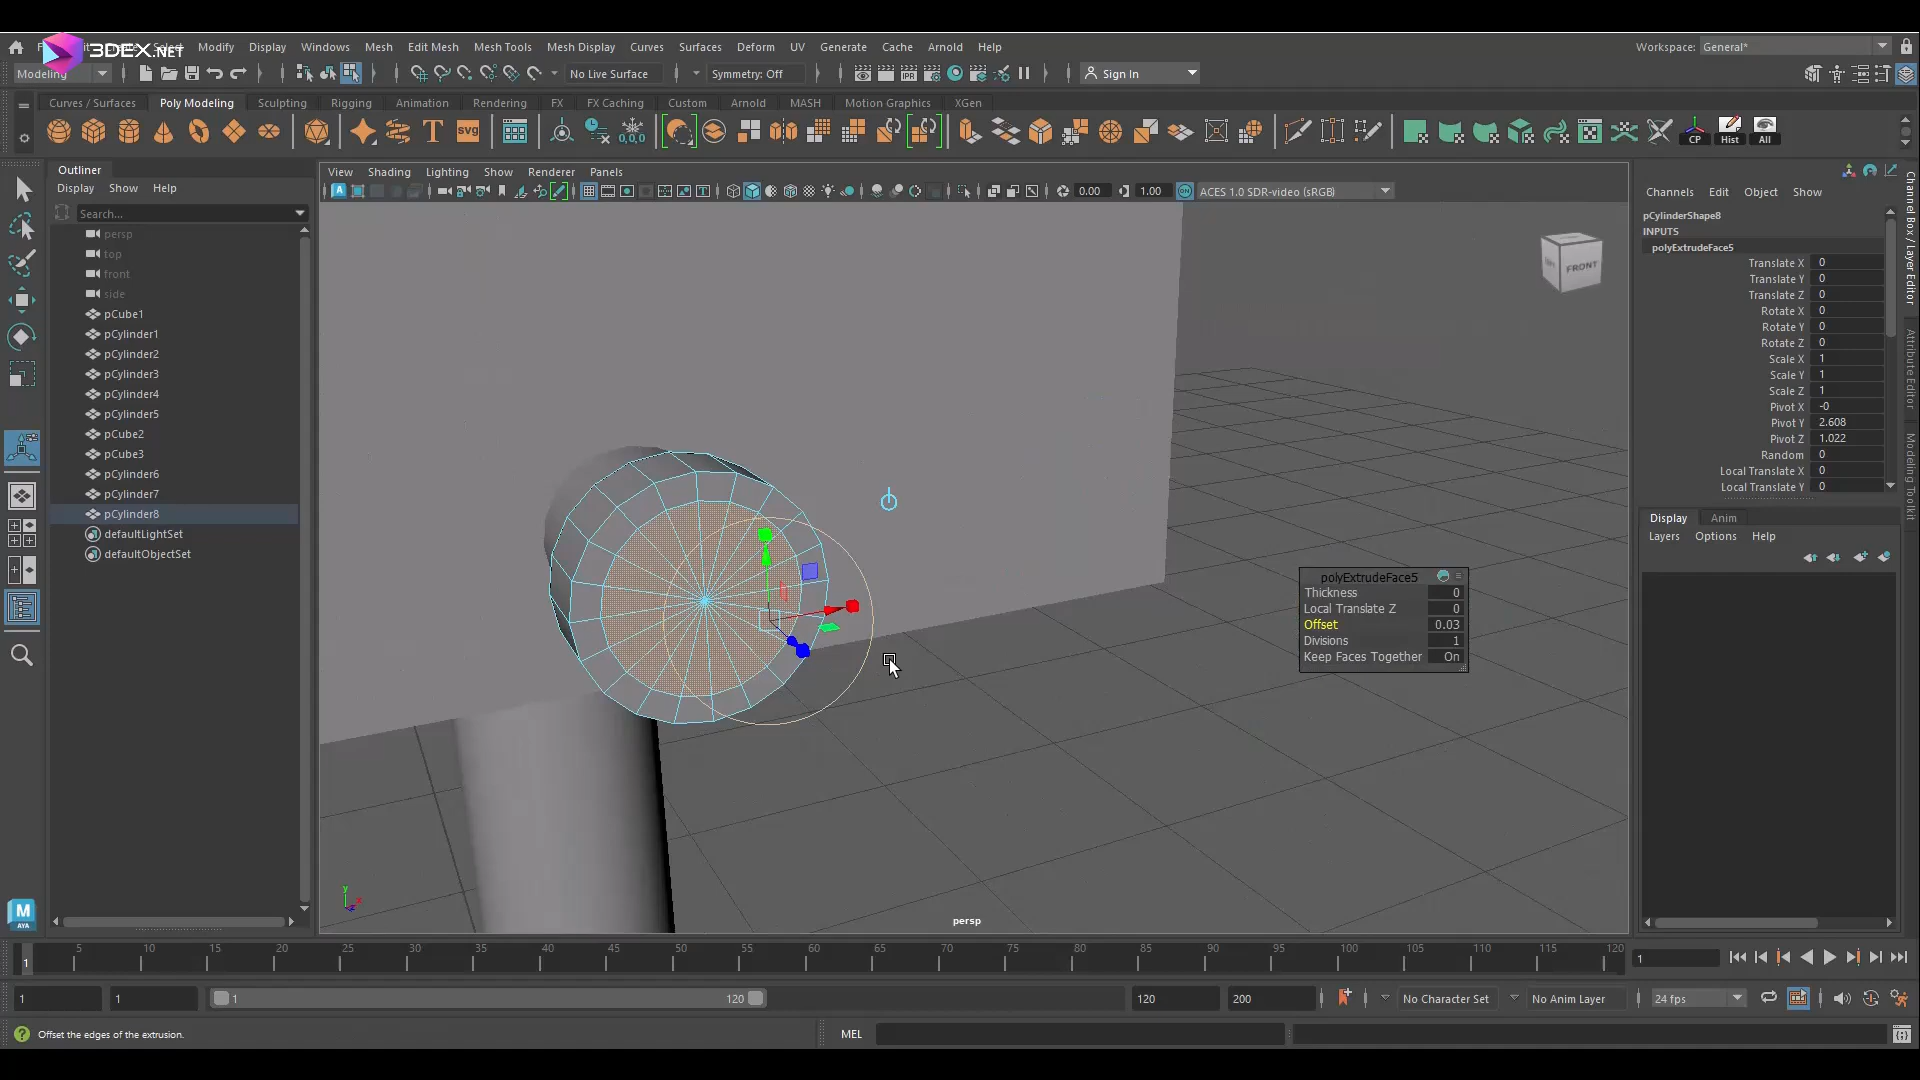 3DEX.NET
Modify Display Windows Mesh Edit Mesh Mesh Tools Mesh Display Curves Surfaces Deform UV Generate Cache Arnold Help
Workspace: General*
Modeling
No Live Surface
Symmetry: Off
IPR
Sign In
Curves / Surfaces Poly Modeling Sculpting Rigging Animation Rendering FX FX Caching Custom Arnold MASH Motion Graphics XGen
T svg 0,0,0 CP Hist All
Outliner
Display Show Help
Search...
persp
top
front
side
pCube1
pCylinder1
pCylinder2
pCylinder3
pCylinder4
pCylinder5
pCube2
pCube3
pCylinder6
pCylinder7
pCylinder8
defaultLightSet
defaultObjectSet
View Shading Lighting Show Renderer Panels
0.00 1.00 ACES 1.0 SDR-video (sRGB)
FRONT
polyExtrudeFace5
Thickness 0
Local Translate Z 0
Offset 0.03
Divisions 1
Keep Faces Together On
persp
Channels Edit Object Show
pCylinderShape8
INPUTS
polyExtrudeFace5
Translate X 0
Translate Y 0
Translate Z 0
Rotate X 0
Rotate Y 0
Rotate Z 0
Scale X 1
Scale Y 1
Scale Z 1
Pivot X -0
Pivot Y 2.608
Pivot Z 1.022
Random 0
Local Translate X 0
Local Translate Y 0
Display Anim
Layers Options Help
Channel Box / Layer Editor
Attribute Editor
Modeling Toolkit
M
AYA
5 10 15 20 25 30 35 40 45 50 55 60 65 70 75 80 85 90 95 100 105 110 115 120
1
1
1 1 1 120 120 200 No Character Set No Anim Layer 24 fps
Offset the edges of the extrusion.
MEL